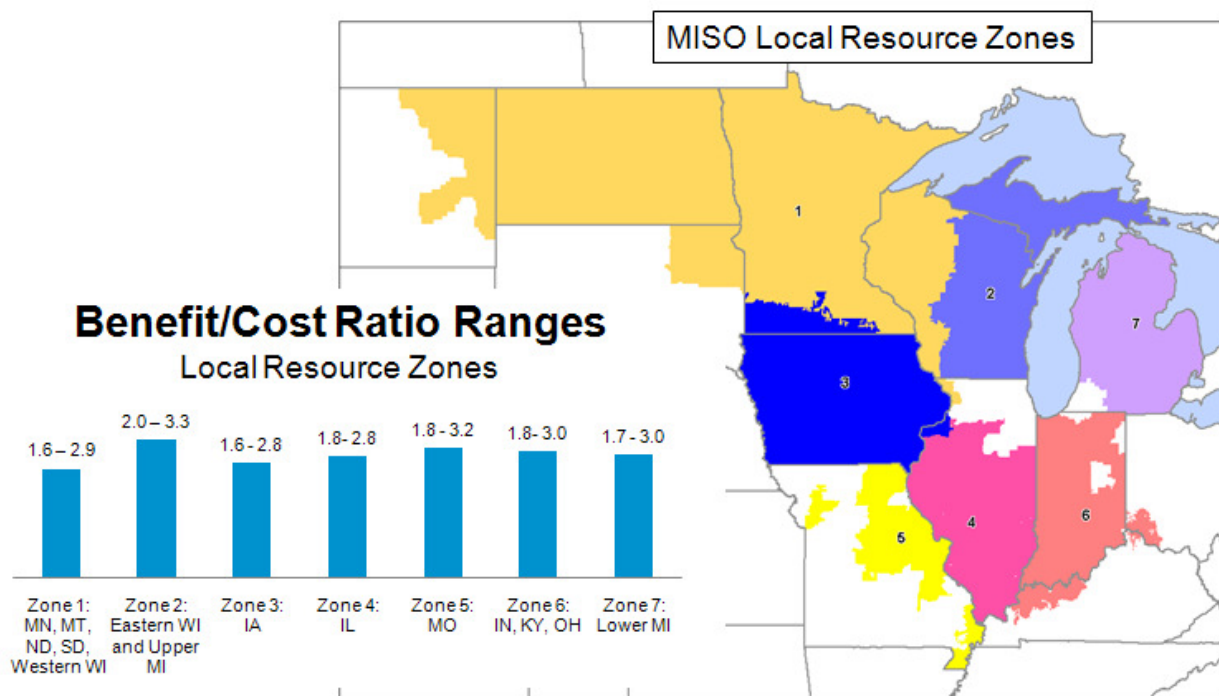 MISO Local Resource Zones
1
2
7
3
4
5
6
Benefit/Cost Ratio Ranges
Local Resource Zones
1.6 – 2.9
2.0 – 3.3
1.6 - 2.8
1.8- 2.8
1.8 - 3.2
1.8- 3.0
1.7 - 3.0
Zone 1:
MN, MT,
ND, SD,
Western WI
Zone 2:
Eastern WI
and Upper
MI
Zone 3:
IA
Zone 4:
IL
Zone 5:
MO
Zone 6:
IN, KY, OH
Zone 7:
Lower MI